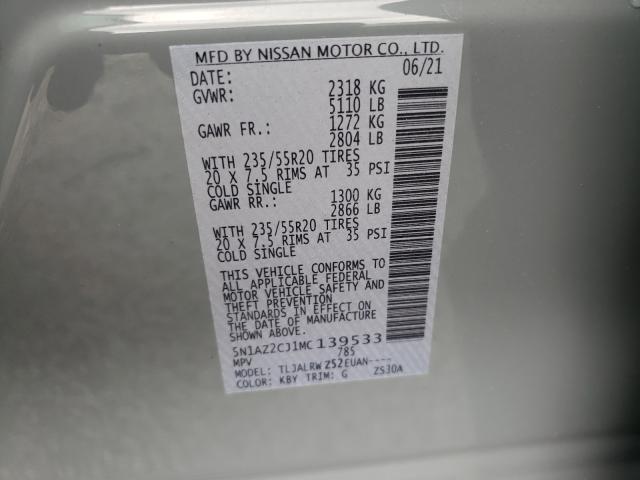 MFD BY NISSAN MOTOR CO., LTD.
DATE: 06/21
GVWR: 2318 KG
5110 LB
GAWR FR.: 1272 KG
2804 LB
WITH 235/55R20 TIRES
20 X 7.5 RIMS AT 35 PSI
COLD SINGLE
GAWR RR.: 1300 KG
2866 LB
WITH 235/55R20 TIRES
20 X 7.5 RIMS AT 35 PSI
COLD SINGLE
THIS VEHICLE CONFORMS TO
ALL APPLICABLE FEDERAL
MOTOR VEHICLE SAFETY AND
THEFT PREVENTION
STANDARDS IN EFFECT ON
THE DATE OF MANUFACTURE
SHOWN ABOVE.
5N1AZ2CJ1MC139533
MPV 785
MODEL: TLJALRWZS2EUAN----
COLOR: KBY TRIM: G ZS30A